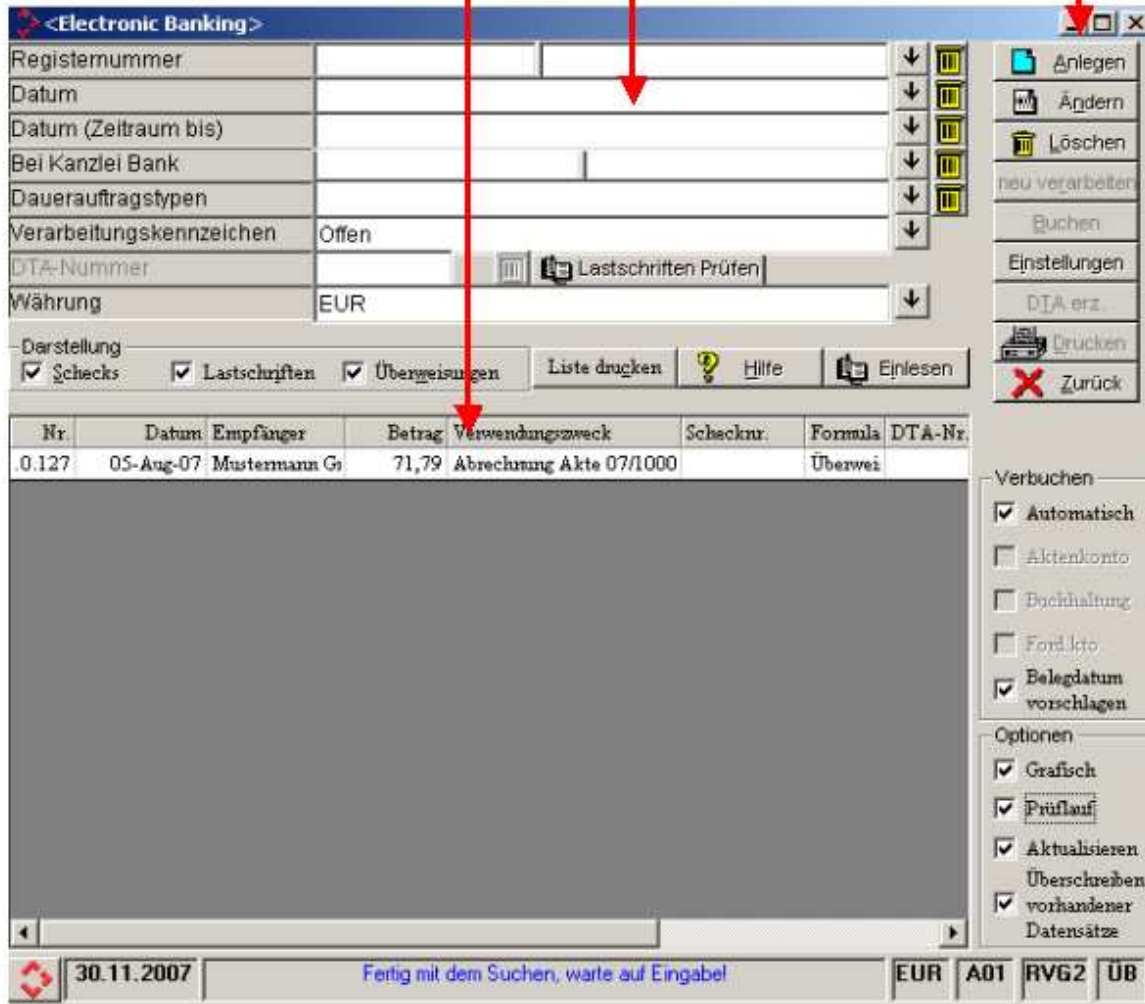 <Electronic Banking>
Registernummer
Datum
Datum (Zeitraum bis)
Bei Kanzlei Bank
Dauerauftragstypen
Verarbeitungskennzeichen Offen
DTA-Nummer Lastschriften Prüfen
Währung EUR
Anlegen
Ändern
Löschen
neu verarbeiten
Buchen
Einstellungen
DTA erz.
Drucken
Zurück
Darstellung
Schecks Lastschriften Überweisungen Liste drucken Hilfe Einlesen
Nr. Datum Empfänger Betrag Verwendungszweck Schecknr. Formula DTA-Nr.
.0.127 05-Aug-07 Mustermann Gr 71,79 Abrechnung Akte 07/1000 Überwei
Verbuchen
Automatisch
Aktenkonto
Buchhaltung
Ford.kto
Belegdatum
vorschlagen
Optionen
Grafisch
Prüflauf
Aktualisieren
Überschreiben
vorhandener
Datensätze
30.11.2007 Fertig mit dem Suchen, warte auf Eingabe! EUR A01 RVG2 ÜB